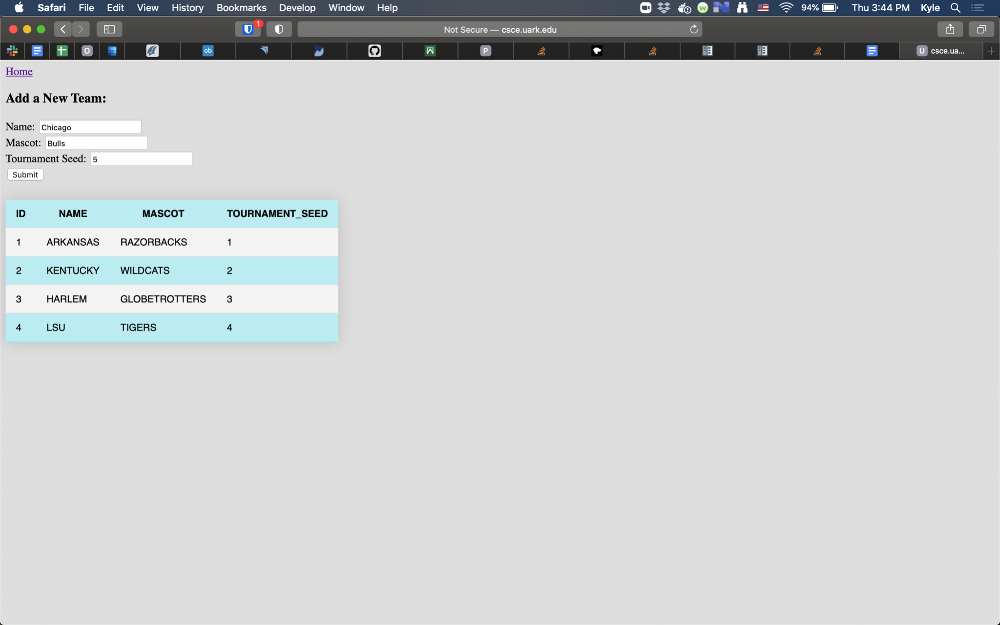 Safari File Edit View History Bookmarks Develop Window Help W 94% Thu 3:44 PM Kyle
1 Not Secure — csce.uark.edu
O cb P U csce.ua...
Home
Add a New Team:
Name: Chicago
Mascot: Bulls
Tournament Seed: 5
Submit
ID NAME MASCOT TOURNAMENT_SEED
1 ARKANSAS RAZORBACKS 1
2 KENTUCKY WILDCATS 2
3 HARLEM GLOBETROTTERS 3
4 LSU TIGERS 4